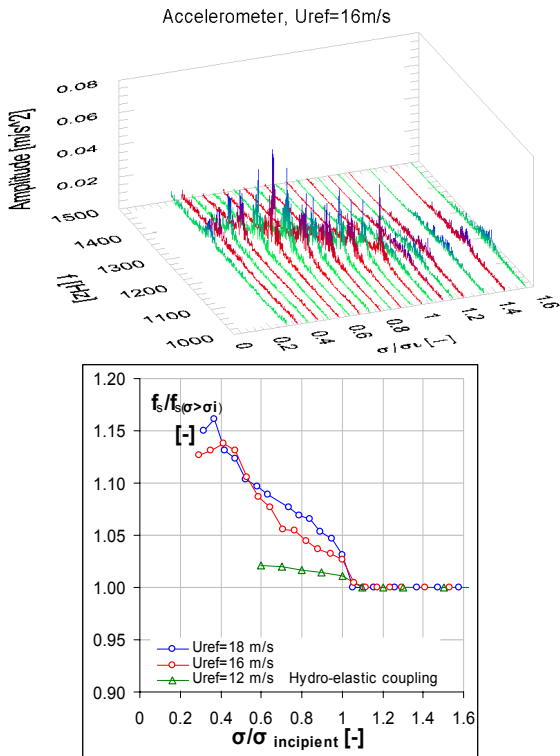 Accelerometer, Uref=16m/s
Amplitude [m/s^2]
0.08
0.06
0.04
0.02
f [Hz]
1500
1400
1300
1200
1100
1000
0
0.2
0.4
0.6
0.8
1
1.2
1.4
1.6
σ/σι [-]
1.20
1.15
1.10
1.05
1.00
0.95
0.90
fs/fs(σ>σi)
[-]
Uref=18 m/s
Uref=16 m/s
Uref=12 m/s Hydro-elastic coupling
0 0.2 0.4 0.6 0.8 1 1.2 1.4 1.6
σ/σ incipient [-]